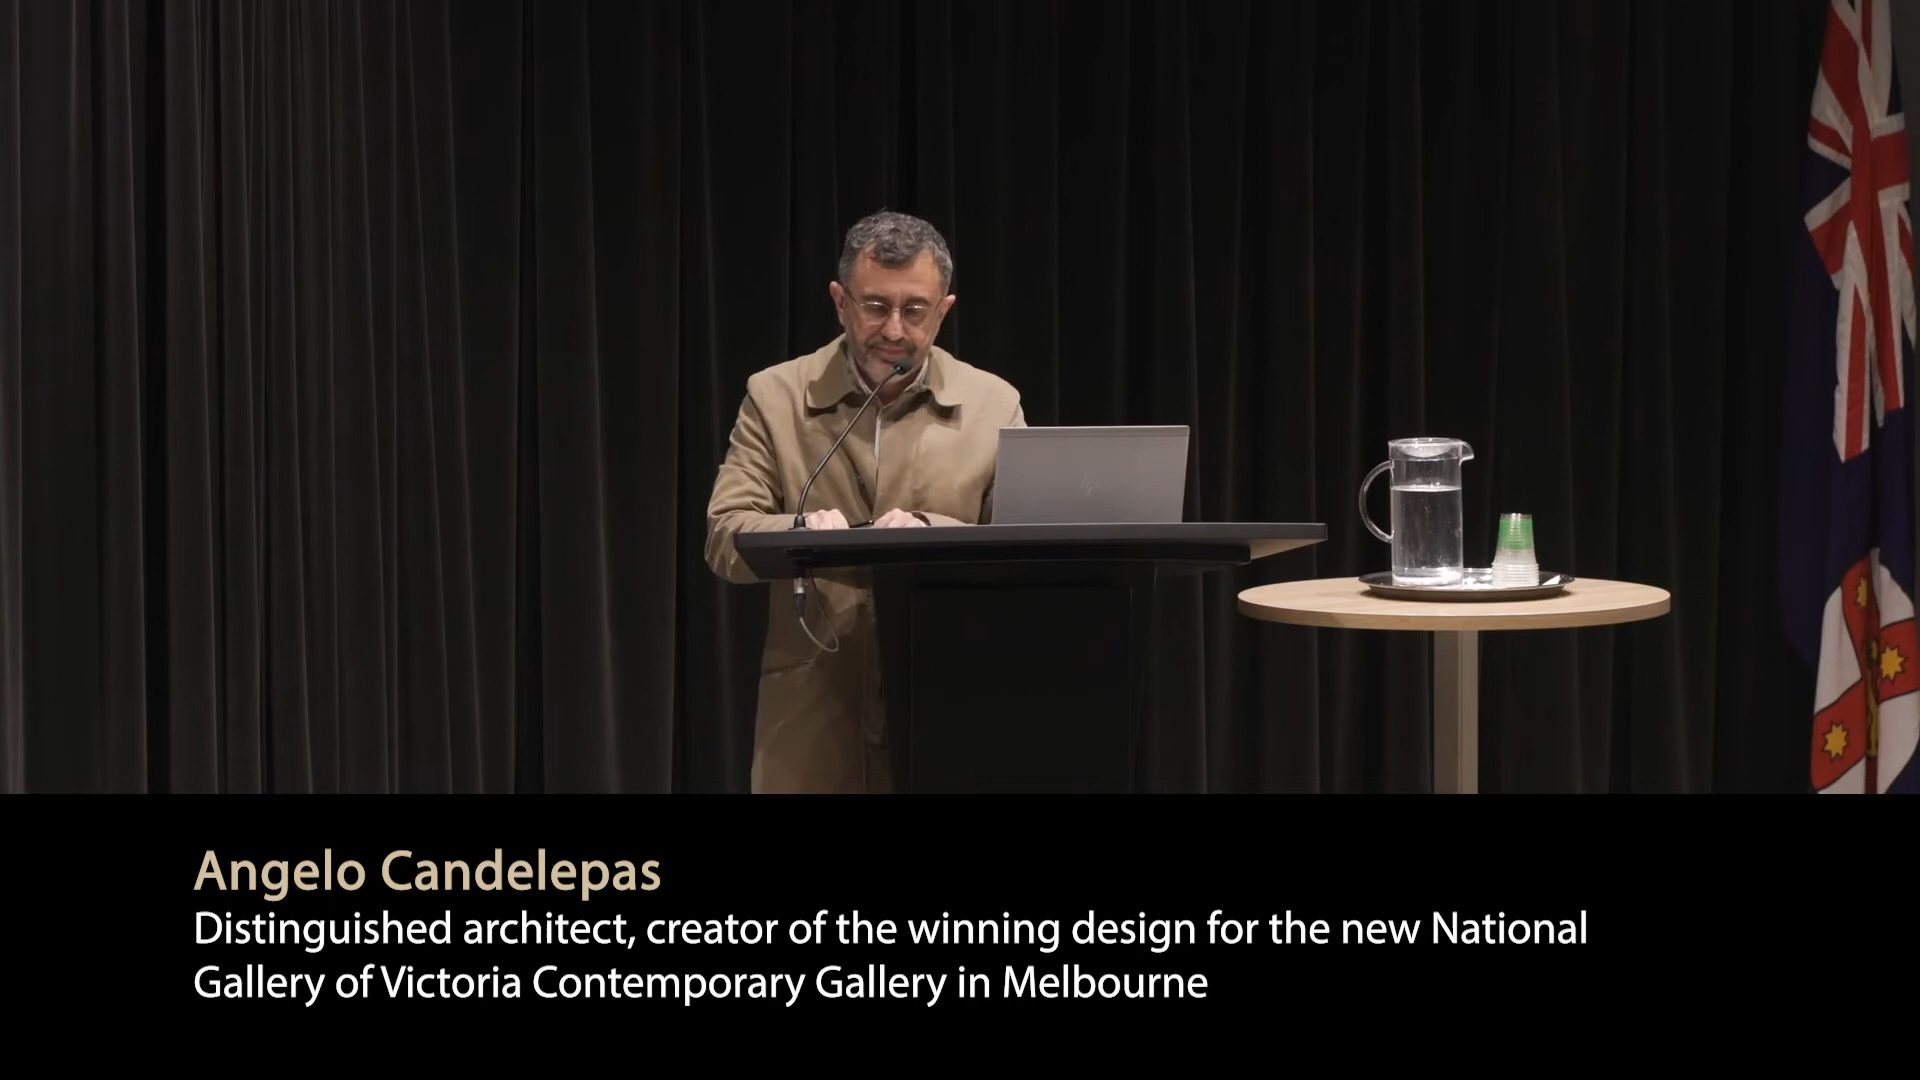 Angelo Candelepas
Distinguished architect, creator of the winning design for the new National
Gallery of Victoria Contemporary Gallery in Melbourne
hp